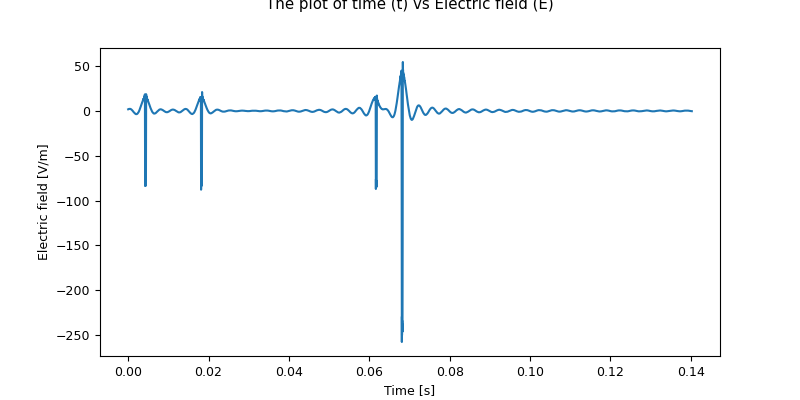 The plot of time (t) vs Electric field (E)
50
0
−50
−100
−150
−200
−250
Electric field [V/m]
0.00 0.02 0.04 0.06 0.08 0.10 0.12 0.14
Time [s]